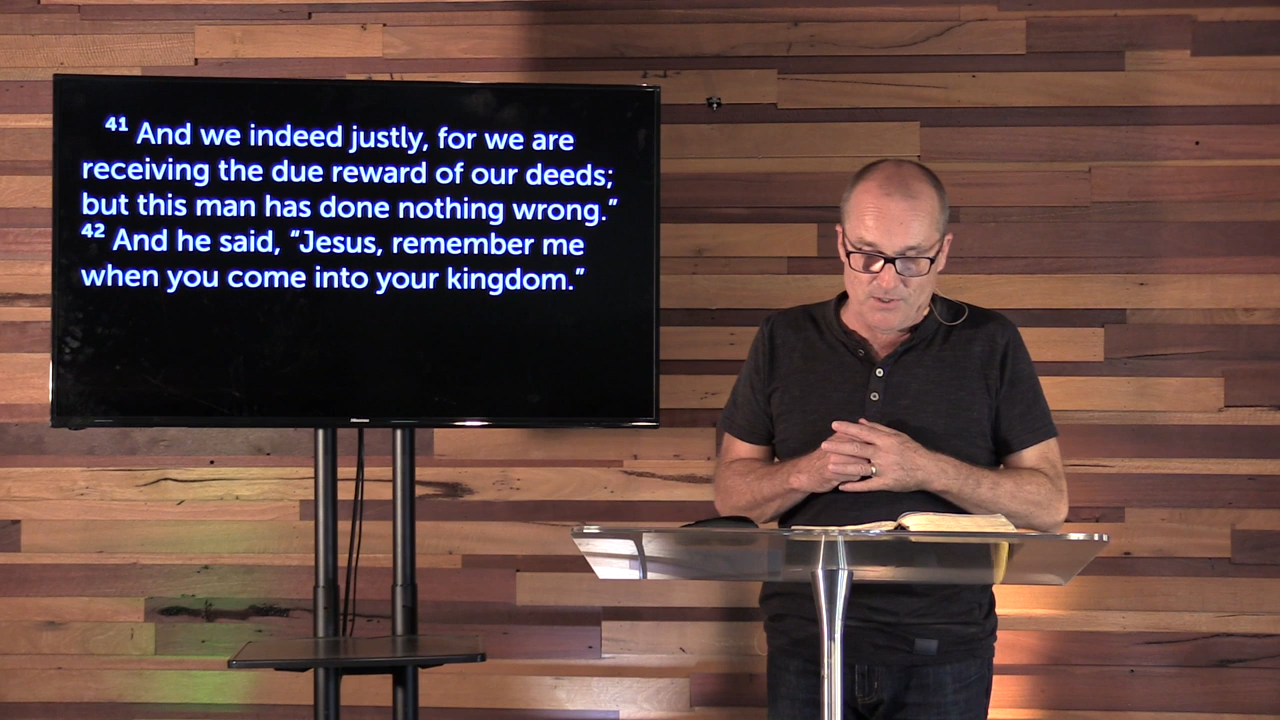 41 And we indeed justly, for we are
receiving the due reward of our deeds;
but this man has done nothing wrong.”
42 And he said, “Jesus, remember me
when you come into your kingdom.”
Hisense